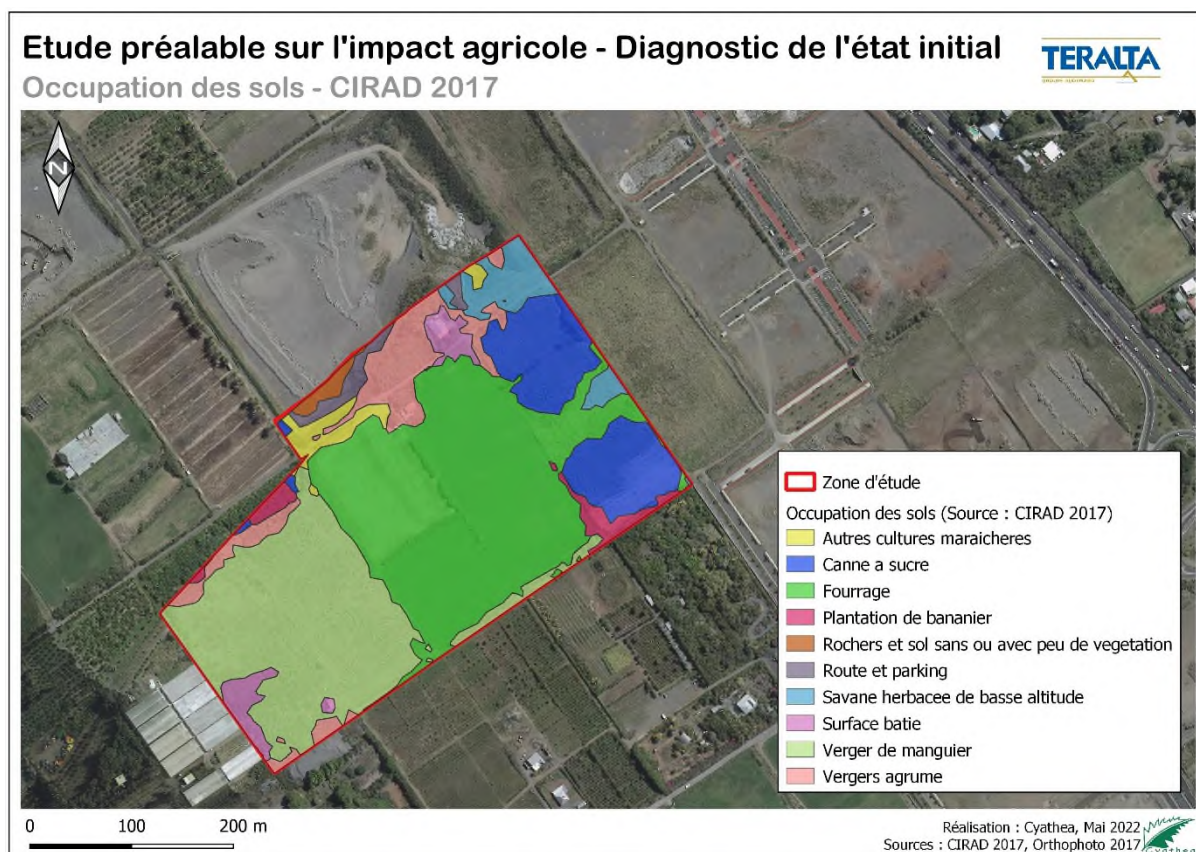 Etude préalable sur l'impact agricole - Diagnostic de l'état initial
Occupation des sols - CIRAD 2017
TERALTA
N
Zone d'étude
Occupation des sols (Source : CIRAD 2017)
Autres cultures maraicheres
Canne a sucre
Fourrage
Plantation de bananier
Rochers et sol sans ou avec peu de vegetation
Route et parking
Savane herbacee de basse altitude
Surface batie
Verger de manguier
Vergers agrume
0 100 200 m
Réalisation : Cyathea, Mai 2022
Sources : CIRAD 2017, Orthophoto 2017
Cyathea